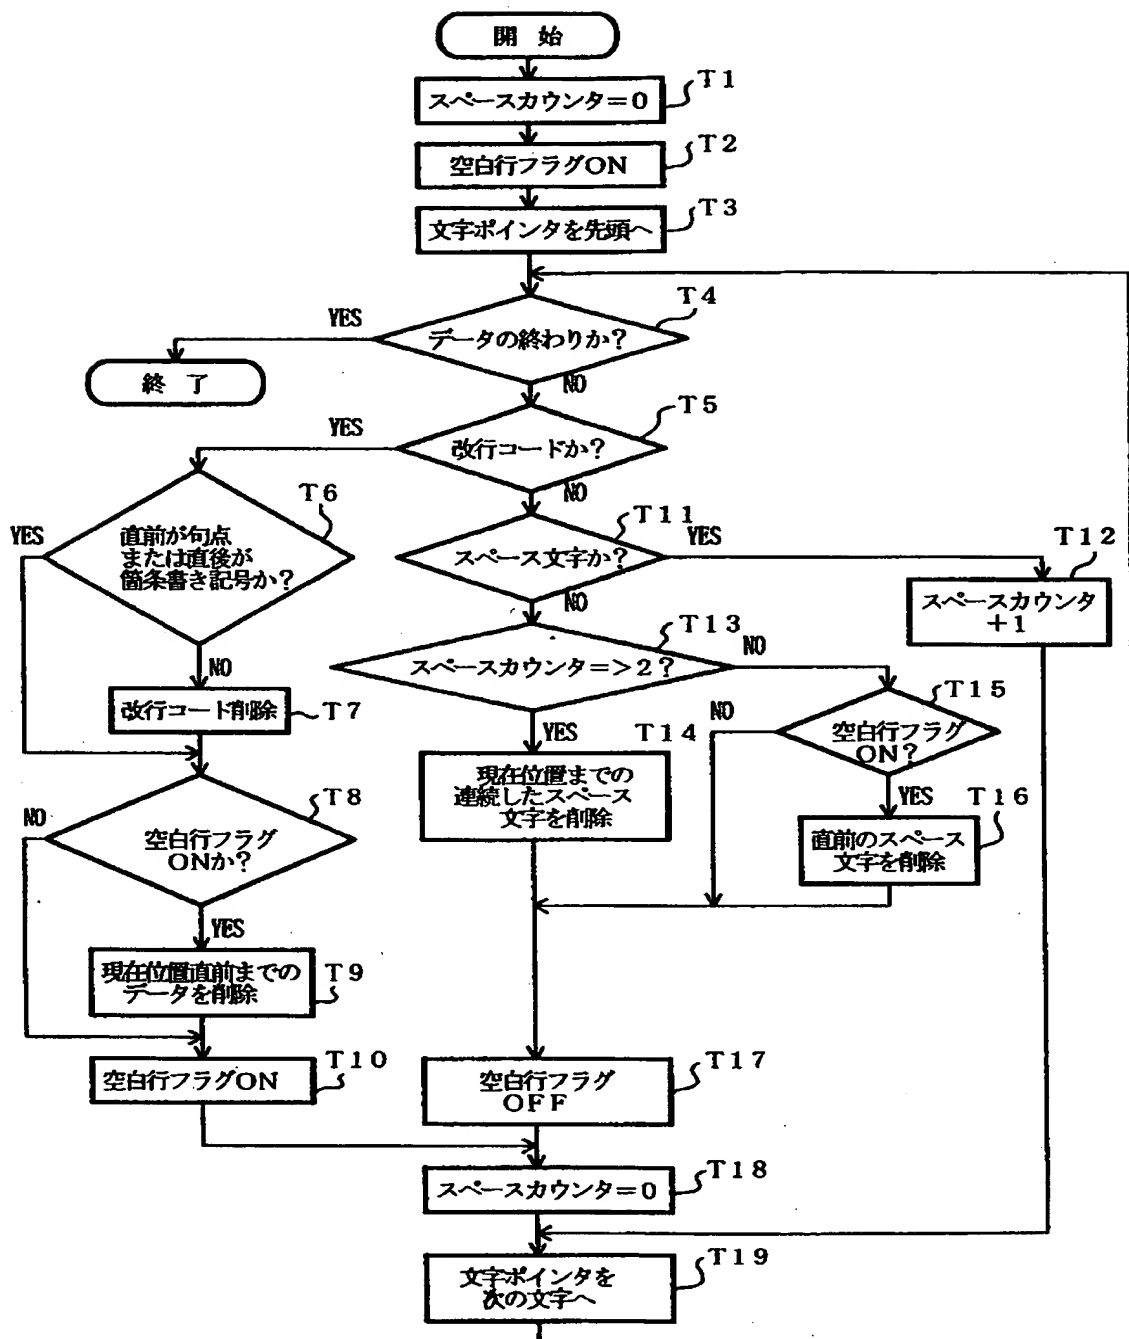 開 始
スペースカウンタ=0
T1
空白行フラグON
T2
文字ポインタを先頭へ
T3
データの終わりか?
T4
YES
NO
終 了
改行コードか?
T5
YES
NO
直前が句点
または直後が
箇条書き記号か?
T6
YES
NO
スペース文字か?
T11
YES
NO
スペースカウンタ
+1
T12
スペースカウンタ=>2?
T13
NO
YES
改行コード削除
T7
空白行フラグ
ON?
T15
NO
YES
現在位置までの
連続したスペース
文字を削除
T14
直前のスペース
文字を削除
T16
空白行フラグ
ONか?
T8
NO
YES
現在位置直前までの
データを削除
T9
空白行フラグON
T10
空白行フラグ
OFF
T17
スペースカウンタ=0
T18
文字ポインタを
次の文字へ
T19